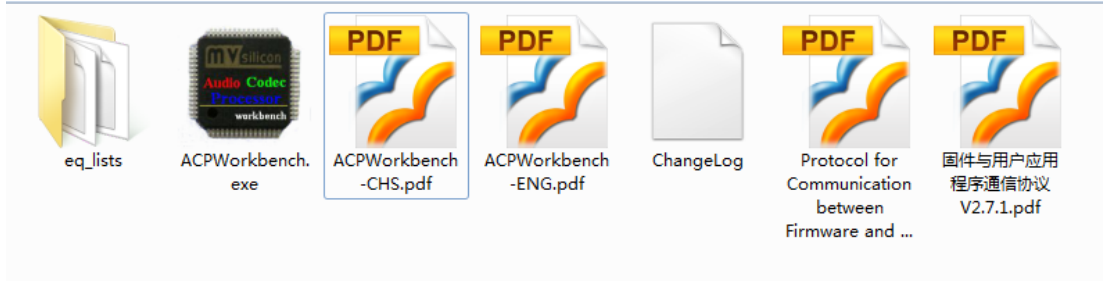 MVsilicon
Audio Codec
Processor
workbench
PDF
PDF
PDF
PDF
eq_lists
ACPWorkbench.
exe
ACPWorkbench
-CHS.pdf
ACPWorkbench
-ENG.pdf
ChangeLog
Protocol for
Communication
between
Firmware and ...
固件与用户应用
程序通信协议
V2.7.1.pdf